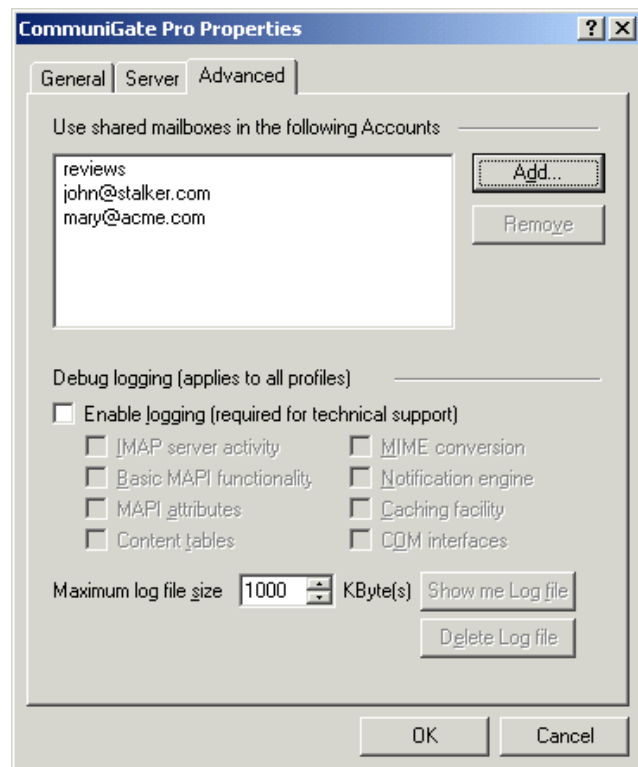 CommuniGate Pro Properties
General Server Advanced
Use shared mailboxes in the following Accounts
reviews
john@stalker.com
mary@acme.com
Add...
Remove
Debug logging (applies to all profiles)
Enable logging (required for technical support)
IMAP server activity
MIME conversion
Basic MAPI functionality
Notification engine
MAPI attributes
Caching facility
Content tables
COM interfaces
Maximum log file size 1000 KByte(s) Show me Log file
Delete Log file
OK Cancel